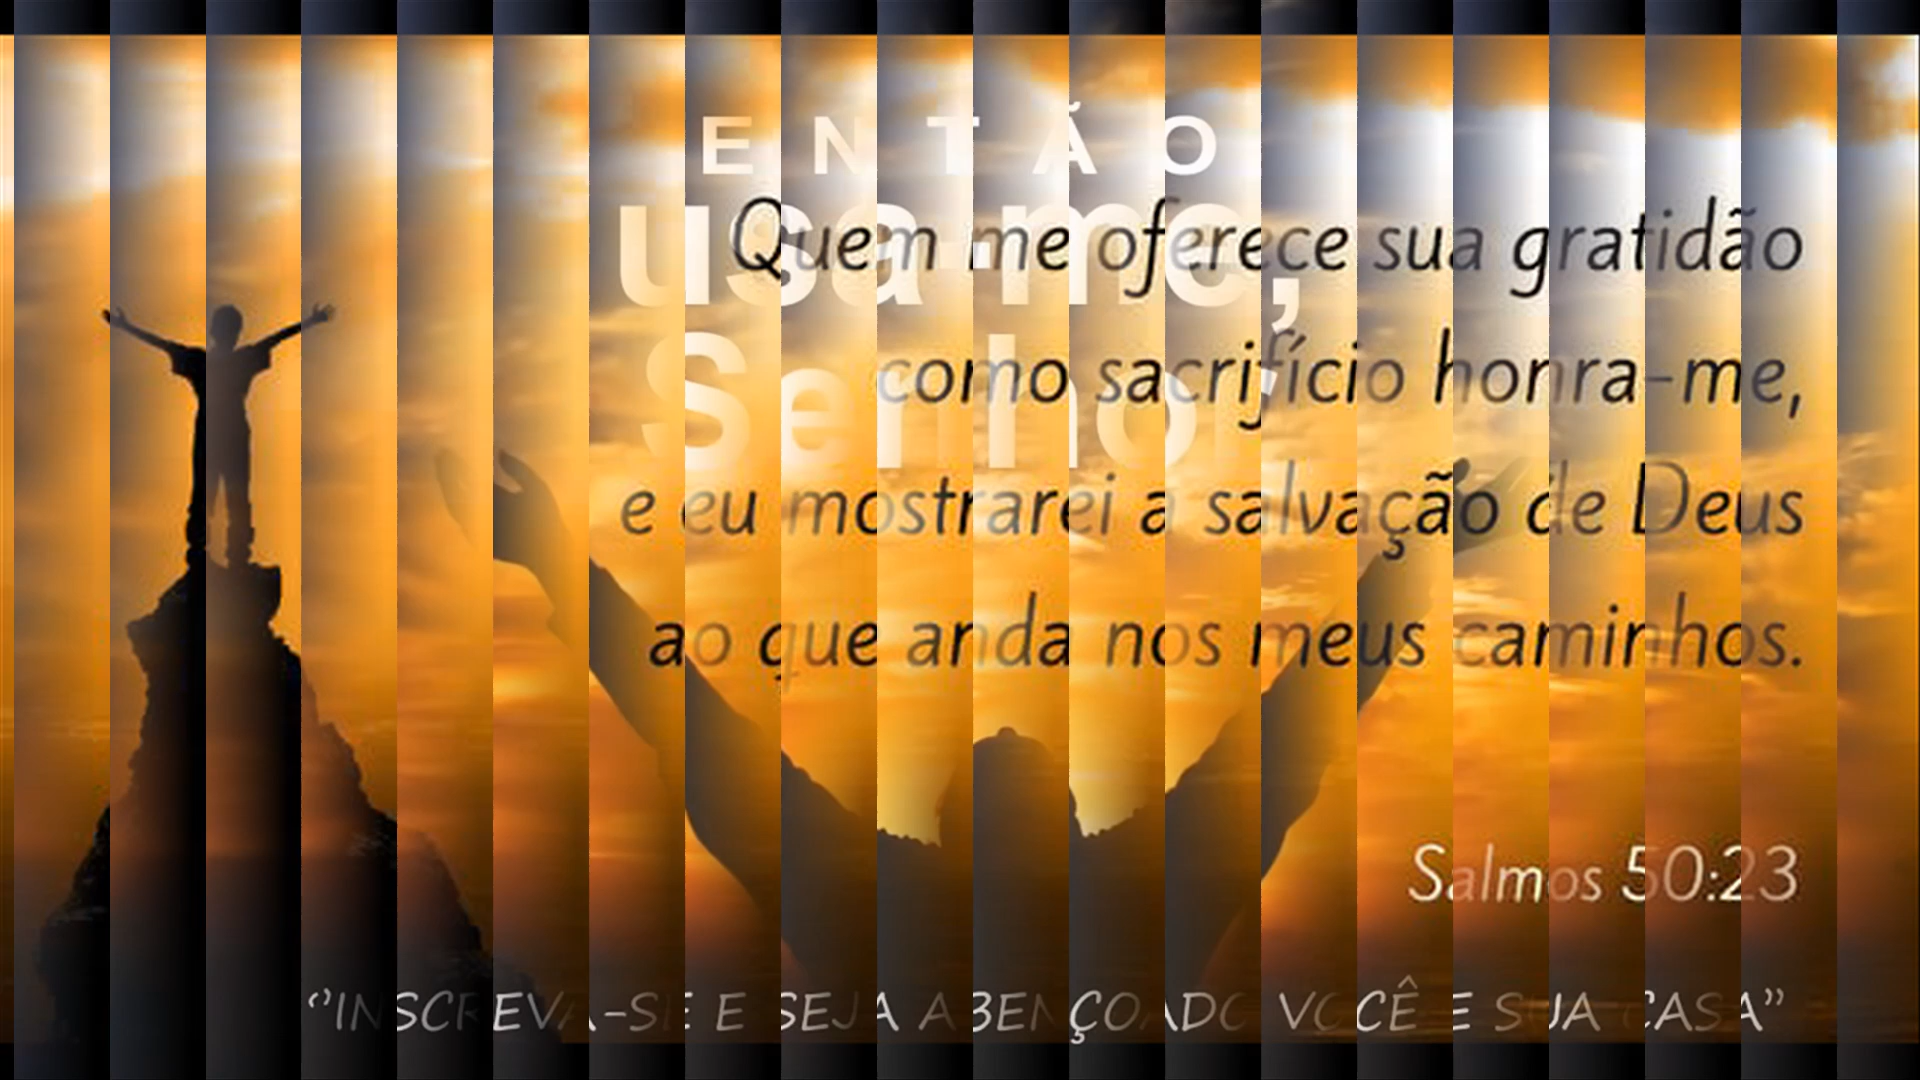 ENTÃO
usa-me,
Senhor
Quem me oferece sua gratidão
como sacrifício honra-me,
e eu mostrarei a salvação de Deus
ao que anda nos meus caminhos.
Salmos 50:23
“INSCREVA-SE E SEJA ABENÇOADO VOCÊ E SUA CASA”